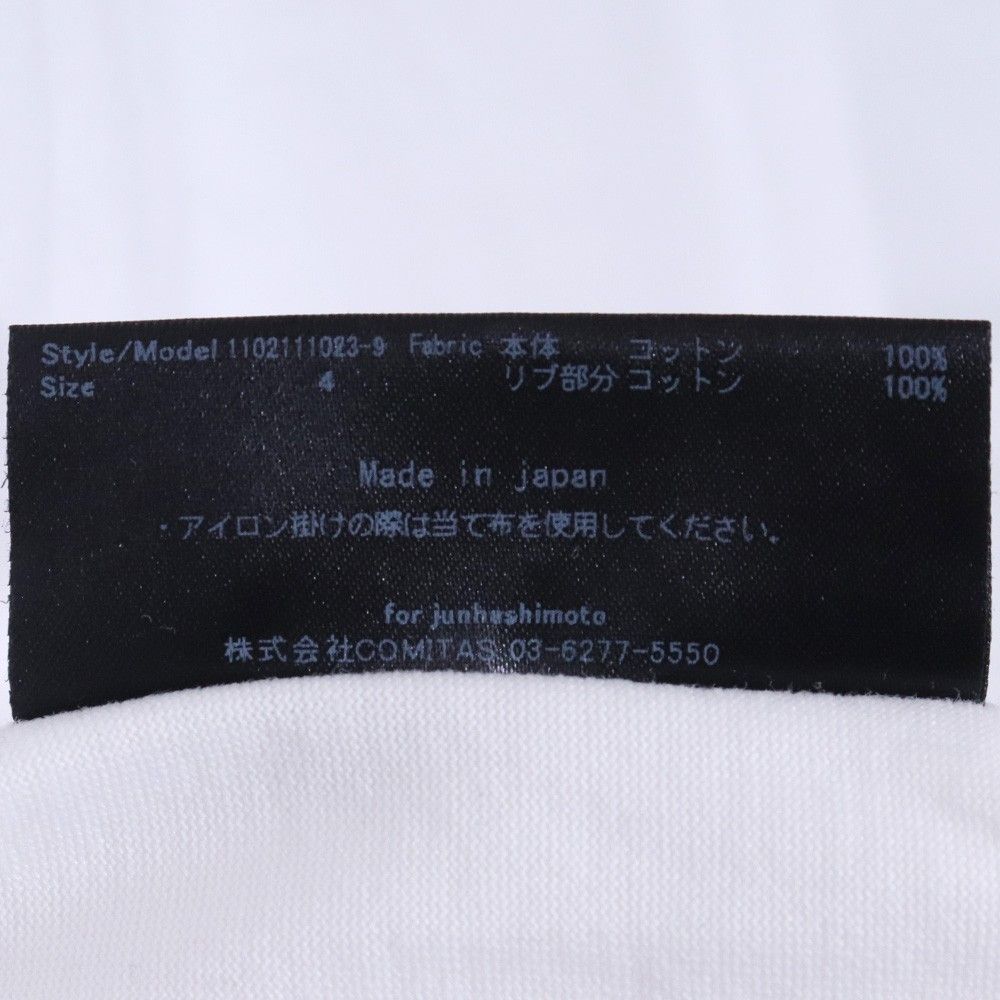 Style/Model 1102111023-9 Fabric 本体 コットン 100%
Size 4 リブ部分 コットン 100%
Made in japan
・アイロン掛けの際は当て布を使用してください。
for junhashimoto
株式会社COMITAS 03-6277-5550